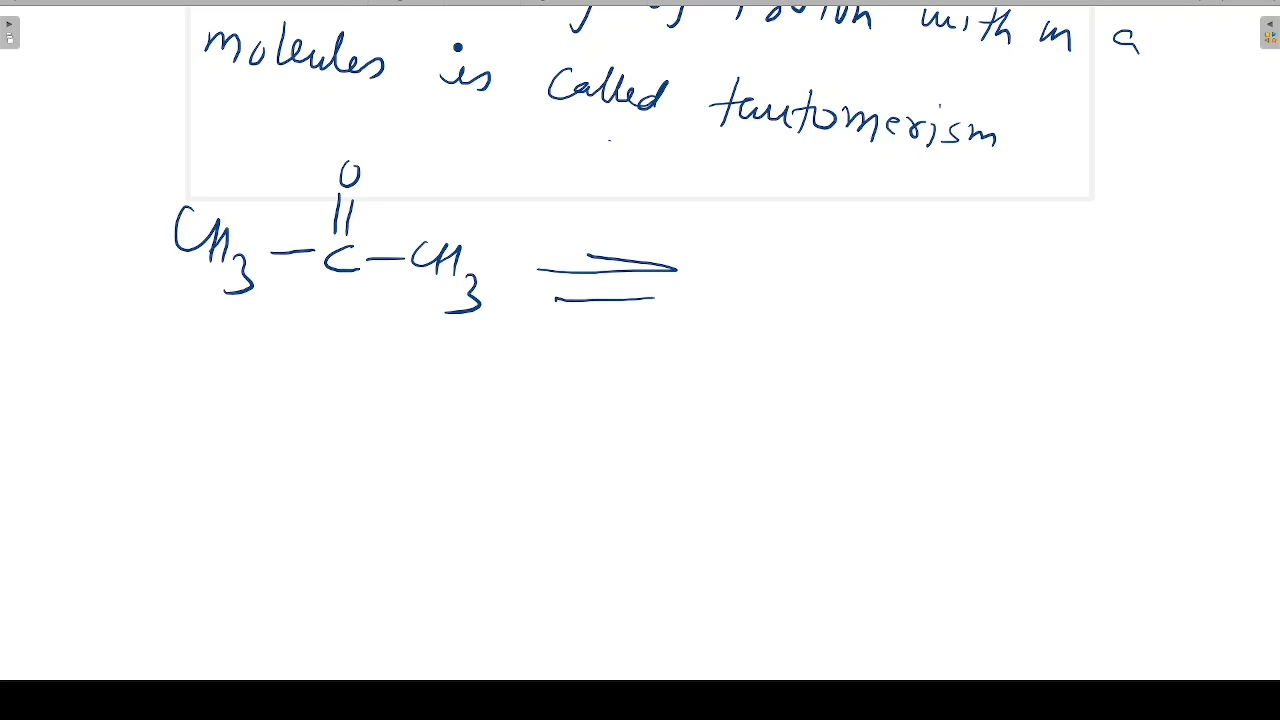 with in a
molecules is called tautomerism
O
||
CH3 - C - CH3 ⇌